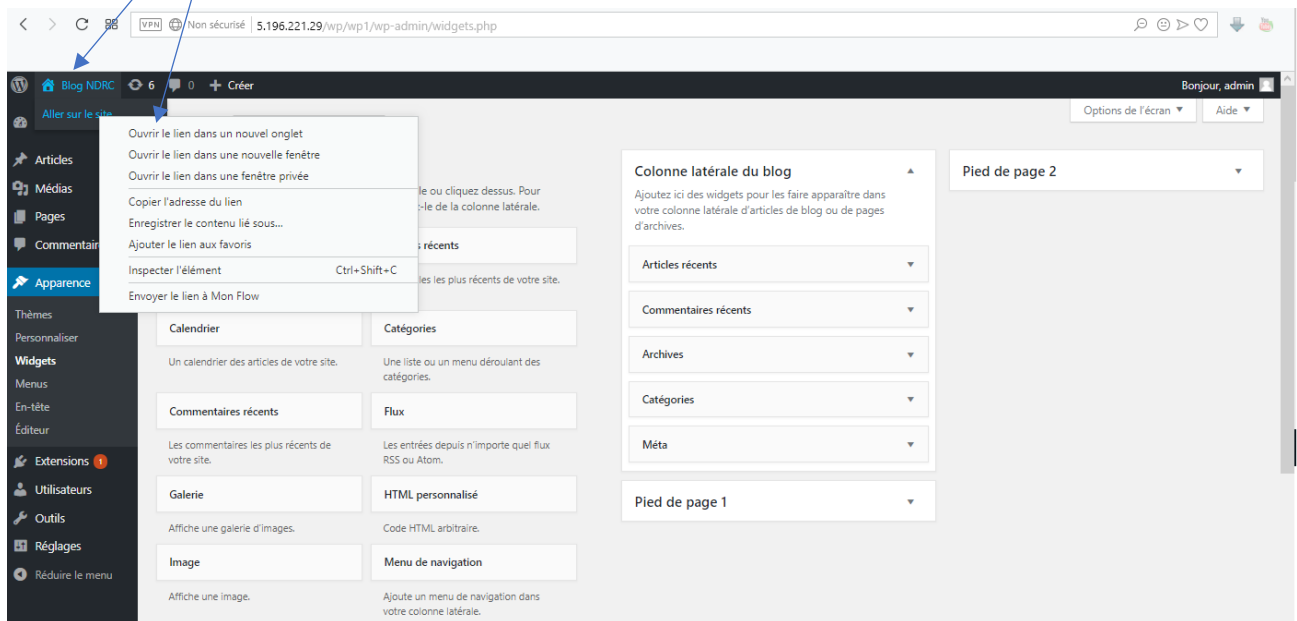 VPN Non sécurisé 5.196.221.29/wp/wp1/wp-admin/widgets.php
Blog NDRC 6 0 + Créer Bonjour, admin
Aller sur le site
Options de l'écran Aide
Ouvrir le lien dans un nouvel onglet
Ouvrir le lien dans une nouvelle fenêtre
Ouvrir le lien dans une fenêtre privée
Copier l'adresse du lien
Enregistrer le contenu lié sous...
Ajouter le lien aux favoris
Inspecter l'élément Ctrl+Shift+C
Envoyer le lien à Mon Flow
Articles
Médias
Pages
Commentair
Apparence
Thèmes
Personnaliser
Widgets
Menus
En-tête
Éditeur
Extensions 1
Utilisateurs
Outils
Réglages
Réduire le menu
le ou cliquez dessus. Pour
-le de la colonne latérale.
récents
les les plus récents de votre site.
Calendrier
Un calendrier des articles de votre site.
Catégories
Une liste ou un menu déroulant des
catégories.
Commentaires récents
Les commentaires les plus récents de
votre site.
Flux
Les entrées depuis n'importe quel flux
RSS ou Atom.
Galerie
Affiche une galerie d'images.
HTML personnalisé
Code HTML arbitraire.
Image
Affiche une image.
Menu de navigation
Ajoute un menu de navigation dans
votre colonne latérale.
Colonne latérale du blog
Ajoutez ici des widgets pour les faire apparaître dans
votre colonne latérale d'articles de blog ou de pages
d'archives.
Articles récents
Commentaires récents
Archives
Catégories
Méta
Pied de page 1
Pied de page 2